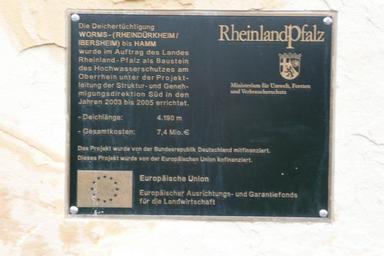 Die Deichertüchtigung
WORMS-(RHEINDÜRKHEIM/
IBERSHEIM) bis HAMM
wurde im Auftrag des Landes
Rheinland-Pfalz als Baustein
des Hochwasserschutzes am
Oberrhein unter der Projekt-
leitung der Struktur- und Geneh-
migungsdirektion Süd in den
Jahren 2003 bis 2005 errichtet.
- Deichlänge: 4.190 m
- Gesamtkosten: 7,4 Mio.€
RheinlandPfalz
Ministerium für Umwelt, Forsten
und Verbraucherschutz
Das Projekt wurde von der Bundesrepublik Deutschland mitfinanziert.
Dieses Projekt wurde von der Europäischen Union kofinanziert.
Europäische Union
Europäischer Ausrichtungs- und Garantiefonds
für die Landwirtschaft